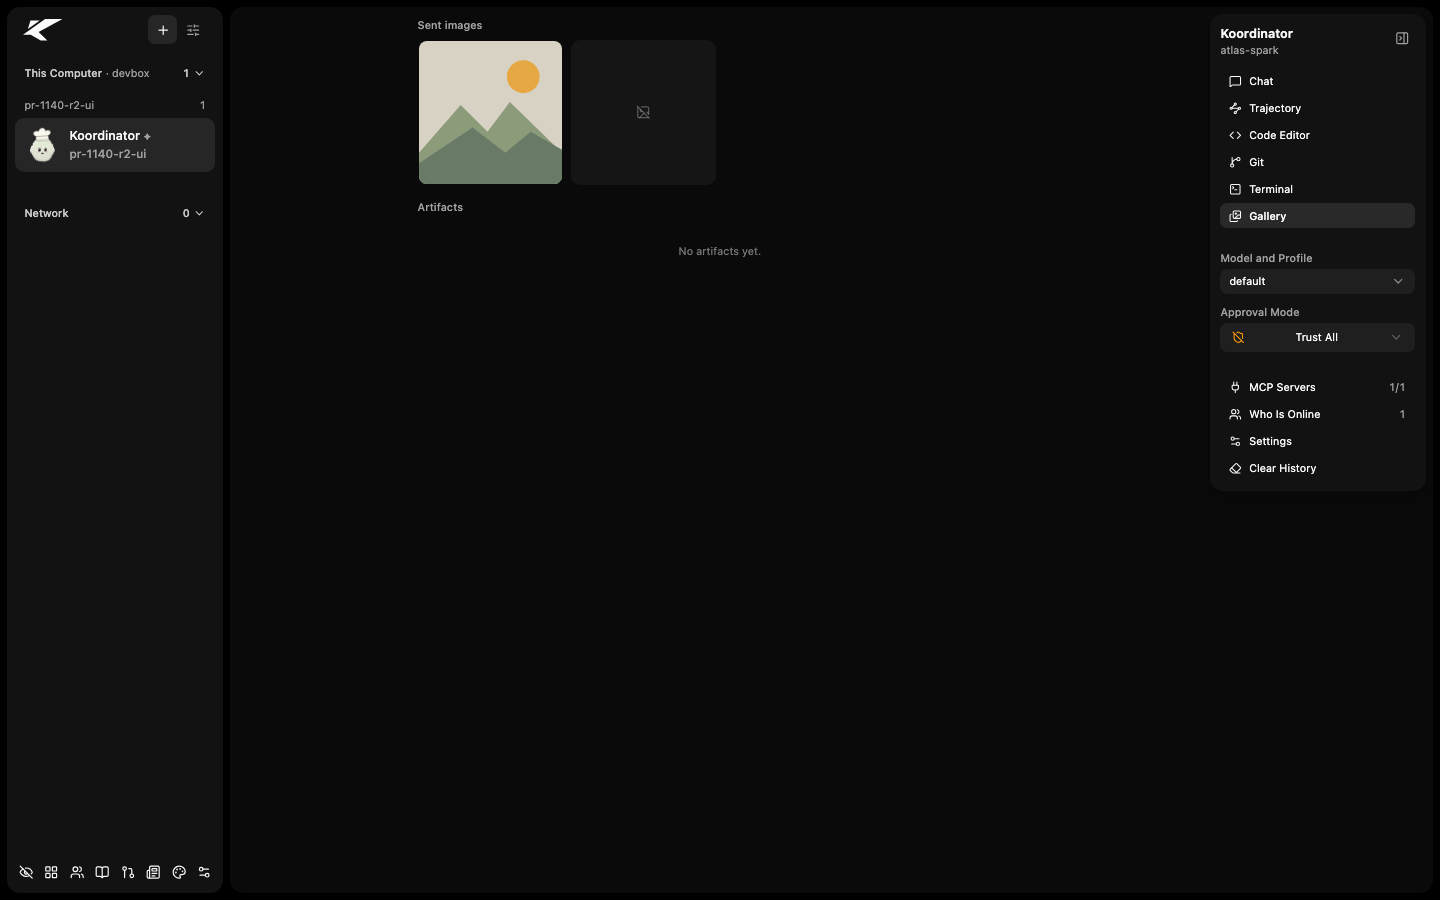 This Computer · devbox 1
pr-1140-r2-ui 1
Koordinator
pr-1140-r2-ui
Network 0
Sent images
Artifacts
No artifacts yet.
Koordinator
atlas-spark
Chat
Trajectory
Code Editor
Git
Terminal
Gallery
Model and Profile
default
Approval Mode
Trust All
MCP Servers 1/1
Who Is Online 1
Settings
Clear History